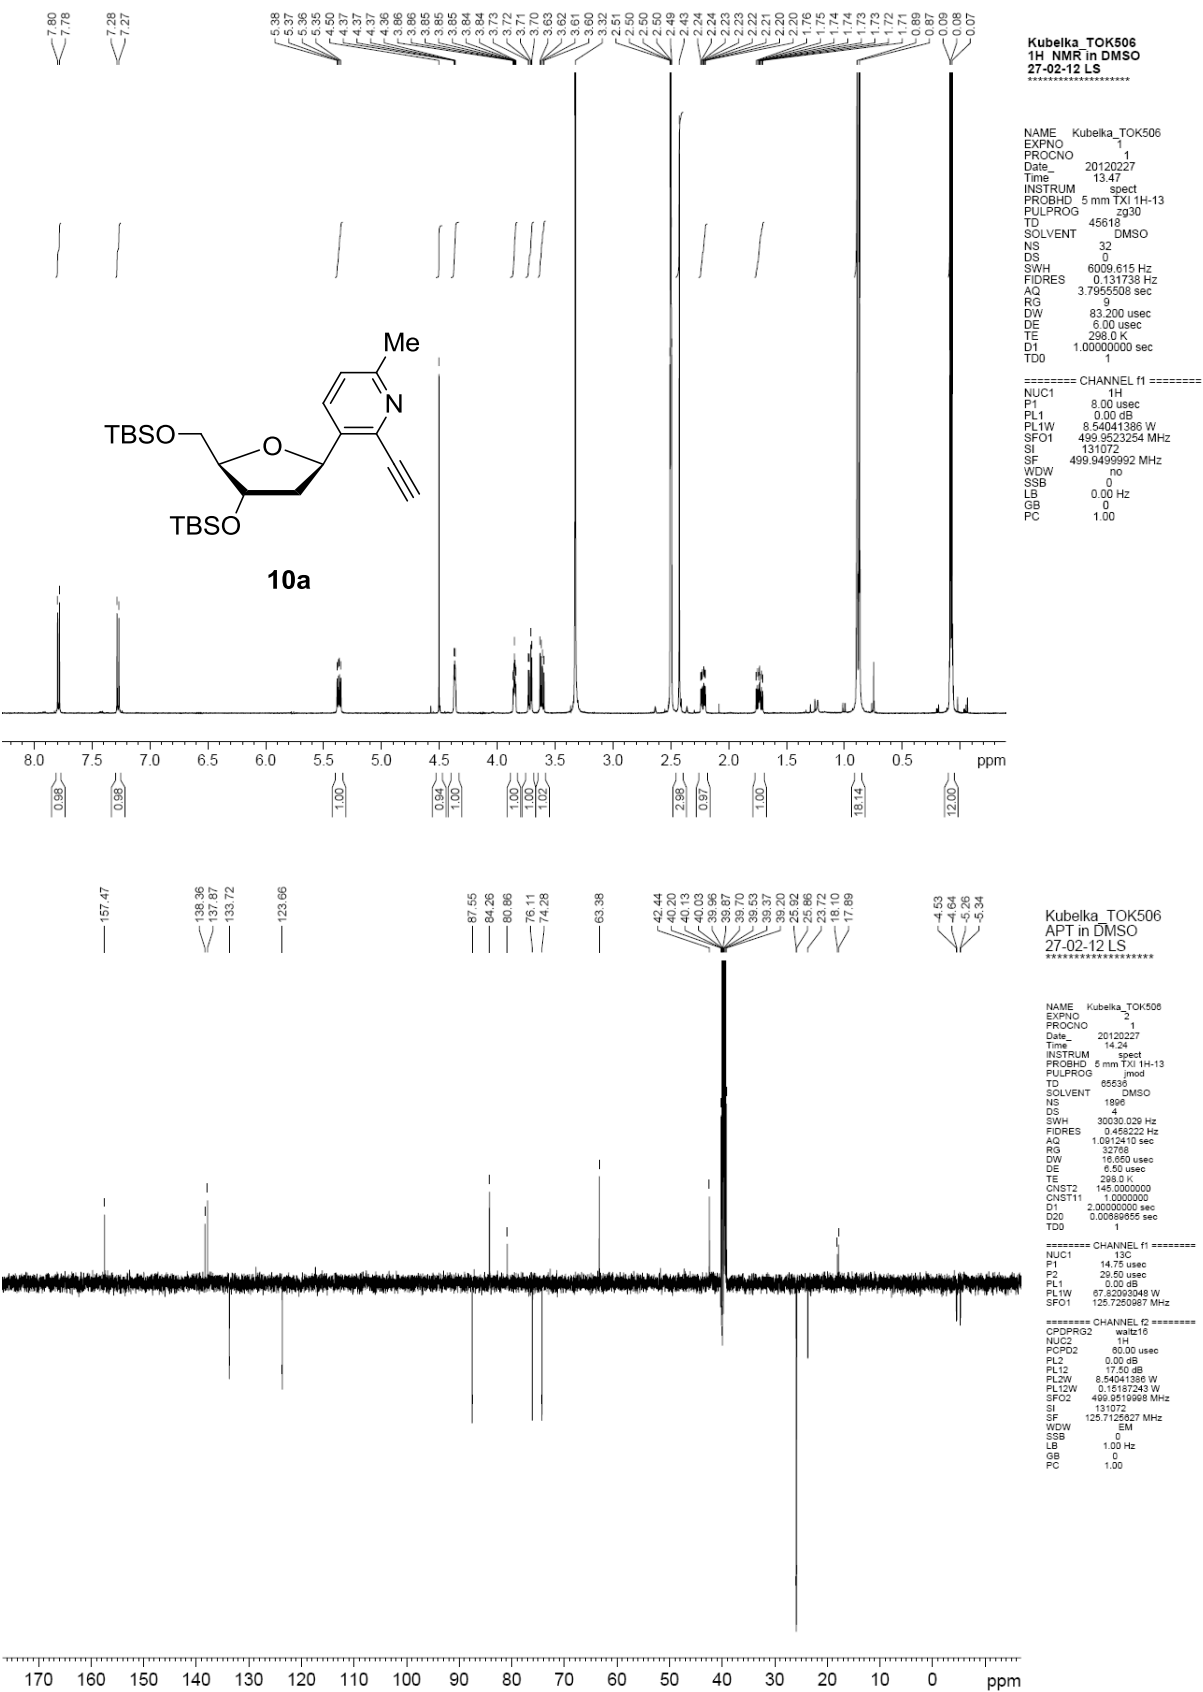 7.80
7.78
7.28
7.27
5.38
5.37
5.36
5.35
4.50
4.37
4.37
4.37
4.36
3.86
3.86
3.85
3.85
3.85
3.84
3.84
3.73
3.72
3.71
3.70
3.63
3.62
3.61
3.60
3.32
2.51
2.50
2.50
2.50
2.49
2.43
2.24
2.24
2.23
2.23
2.22
2.21
2.20
2.20
1.76
1.75
1.74
1.74
1.73
1.73
1.72
1.71
0.89
0.87
0.09
0.08
0.07
Kubelka_TOK506
1H NMR in DMSO
27-02-12 LS
********************
NAME Kubelka_TOK506
EXPNO 1
PROCNO 1
Date_ 20120227
Time 13.47
INSTRUM spect
PROBHD 5 mm TXI 1H-13
PULPROG zg30
TD 45618
SOLVENT DMSO
NS 32
DS 0
SWH 6009.615 Hz
FIDRES 0.131738 Hz
AQ 3.7955508 sec
RG 9
DW 83.200 usec
DE 6.00 usec
TE 298.0 K
D1 1.00000000 sec
TD0 1
======== CHANNEL f1 ========
NUC1 1H
P1 8.00 usec
PL1 0.00 dB
PL1W 8.54041386 W
SFO1 499.9523254 MHz
SI 131072
SF 499.9499992 MHz
WDW no
SSB 0
LB 0.00 Hz
GB 0
PC 1.00
Me
N
TBSO
O
TBSO
10a
8.0 7.5 7.0 6.5 6.0 5.5 5.0 4.5 4.0 3.5 3.0 2.5 2.0 1.5 1.0 0.5 ppm
0.98 0.98 1.00 0.94 1.00 1.00 1.00 1.02 2.98 0.97 1.00 18.14 12.00
157.47
138.36
137.87
133.72
123.66
87.55
84.26
80.86
76.11
74.28
63.38
42.44
40.20
40.13
40.03
39.96
39.87
39.70
39.53
39.37
39.20
25.92
25.86
23.72
18.10
17.89
-4.53
-4.64
-5.26
-5.34
Kubelka_TOK506
APT in DMSO
27-02-12 LS
********************
NAME Kubelka_TOK506
EXPNO 2
PROCNO 1
Date_ 20120227
Time 14.24
INSTRUM spect
PROBHD 5 mm TXI 1H-13
PULPROG jmod
TD 65536
SOLVENT DMSO
NS 1896
DS 4
SWH 30030.029 Hz
FIDRES 0.458222 Hz
AQ 1.0912410 sec
RG 32768
DW 16.650 usec
DE 6.50 usec
TE 298.0 K
CNST2 145.0000000
CNST11 1.0000000
D1 2.00000000 sec
D20 0.00689655 sec
TD0 1
======== CHANNEL f1 ========
NUC1 13C
P1 14.75 usec
P2 29.50 usec
PL1 0.00 dB
PL1W 67.82093048 W
SFO1 125.7250987 MHz
======== CHANNEL f2 ========
CPDPRG2 waltz16
NUC2 1H
PCPD2 80.00 usec
PL2 0.00 dB
PL12 17.50 dB
PL2W 8.54041386 W
PL12W 0.15187243 W
SFO2 499.9519998 MHz
SI 131072
SF 125.7125627 MHz
WDW EM
SSB 0
LB 1.00 Hz
GB 0
PC 1.00
170 160 150 140 130 120 110 100 90 80 70 60 50 40 30 20 10 0 ppm